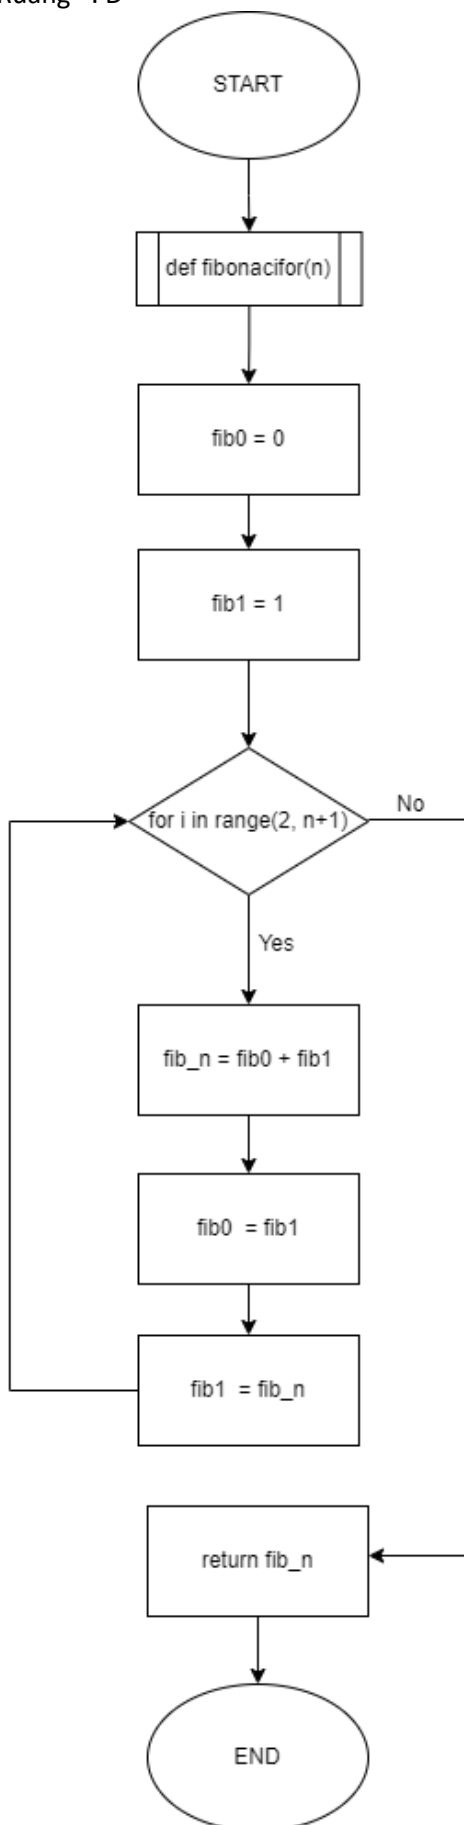 START
def fibonacifor(n)
fib0 = 0
fib1 = 1
for i in range(2, n+1)
No
Yes
fib_n = fib0 + fib1
fib0 = fib1
fib1 = fib_n
return fib_n
END